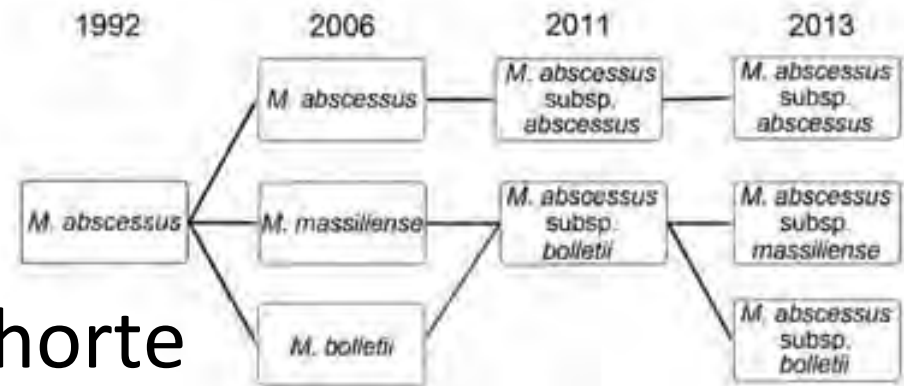 1992 2006 2011 2013
M. abscessus
M. abscessus
M. massiliense
M. bolletii
M. abscessus
subsp.
abscessus
M. abscessus
subsp.
bolletii
M. abscessus
subsp.
abscessus
M. abscessus
subsp.
massiliense
M. abscessus
subsp.
bolletii
horte